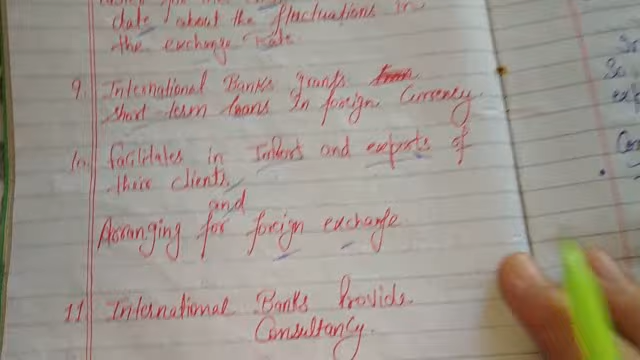 date about the fluctuations in
the exchange rate
9. International Banks grants
short term loans in foreign Currency
10. facilitates in Imports and exports of
their clients
and
Arranging for foreign exchange
11. International Banks Provide
Consultancy.